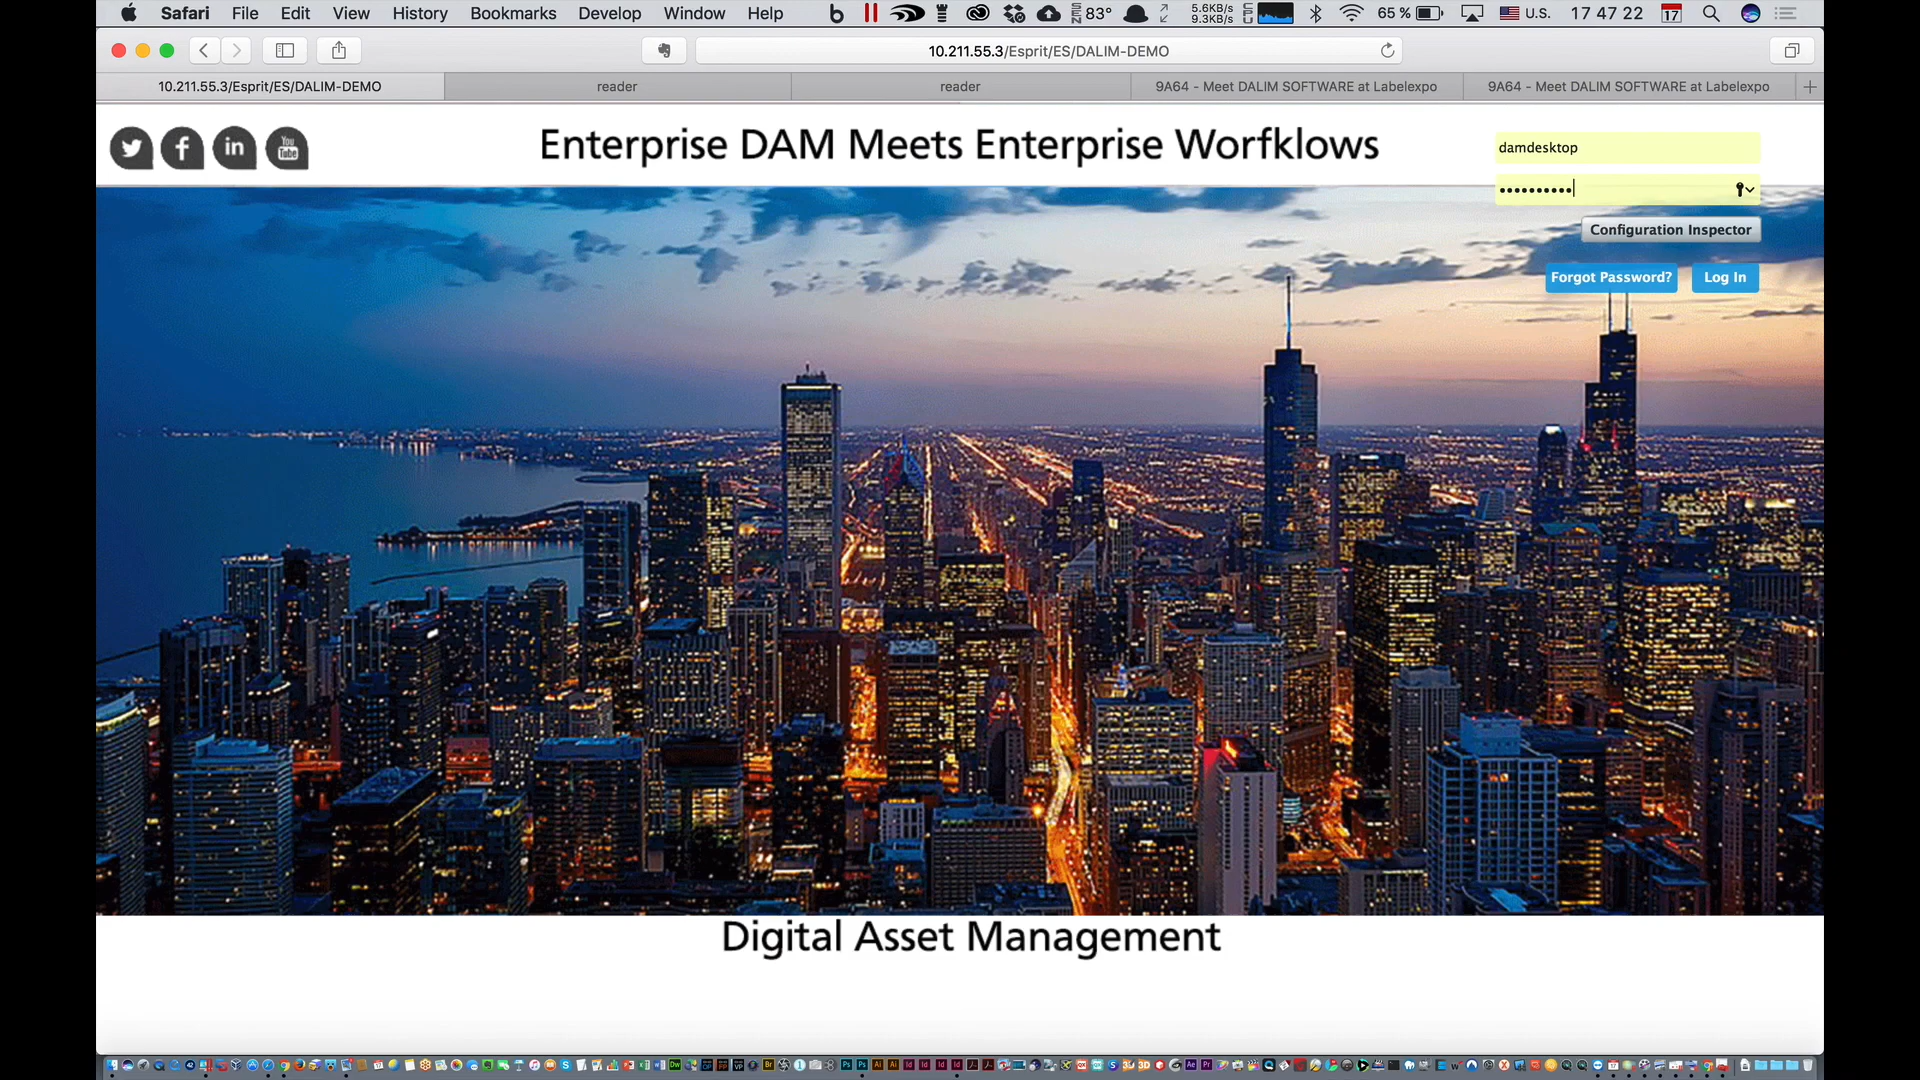 Safari File Edit View History Bookmarks Develop Window Help
SEN 83° 5.6KB/s 9.3KB/s CPU 65 % U.S. 17 47 22 17
10.211.55.3/Esprit/ES/DALIM-DEMO
10.211.55.3/Esprit/ES/DALIM-DEMO reader reader 9A64 - Meet DALIM SOFTWARE at Labelexpo 9A64 - Meet DALIM SOFTWARE at Labelexpo
You Tube
Enterprise DAM Meets Enterprise Worfklows
damdesktop
Configuration Inspector
Forgot Password? Log In
Digital Asset Management